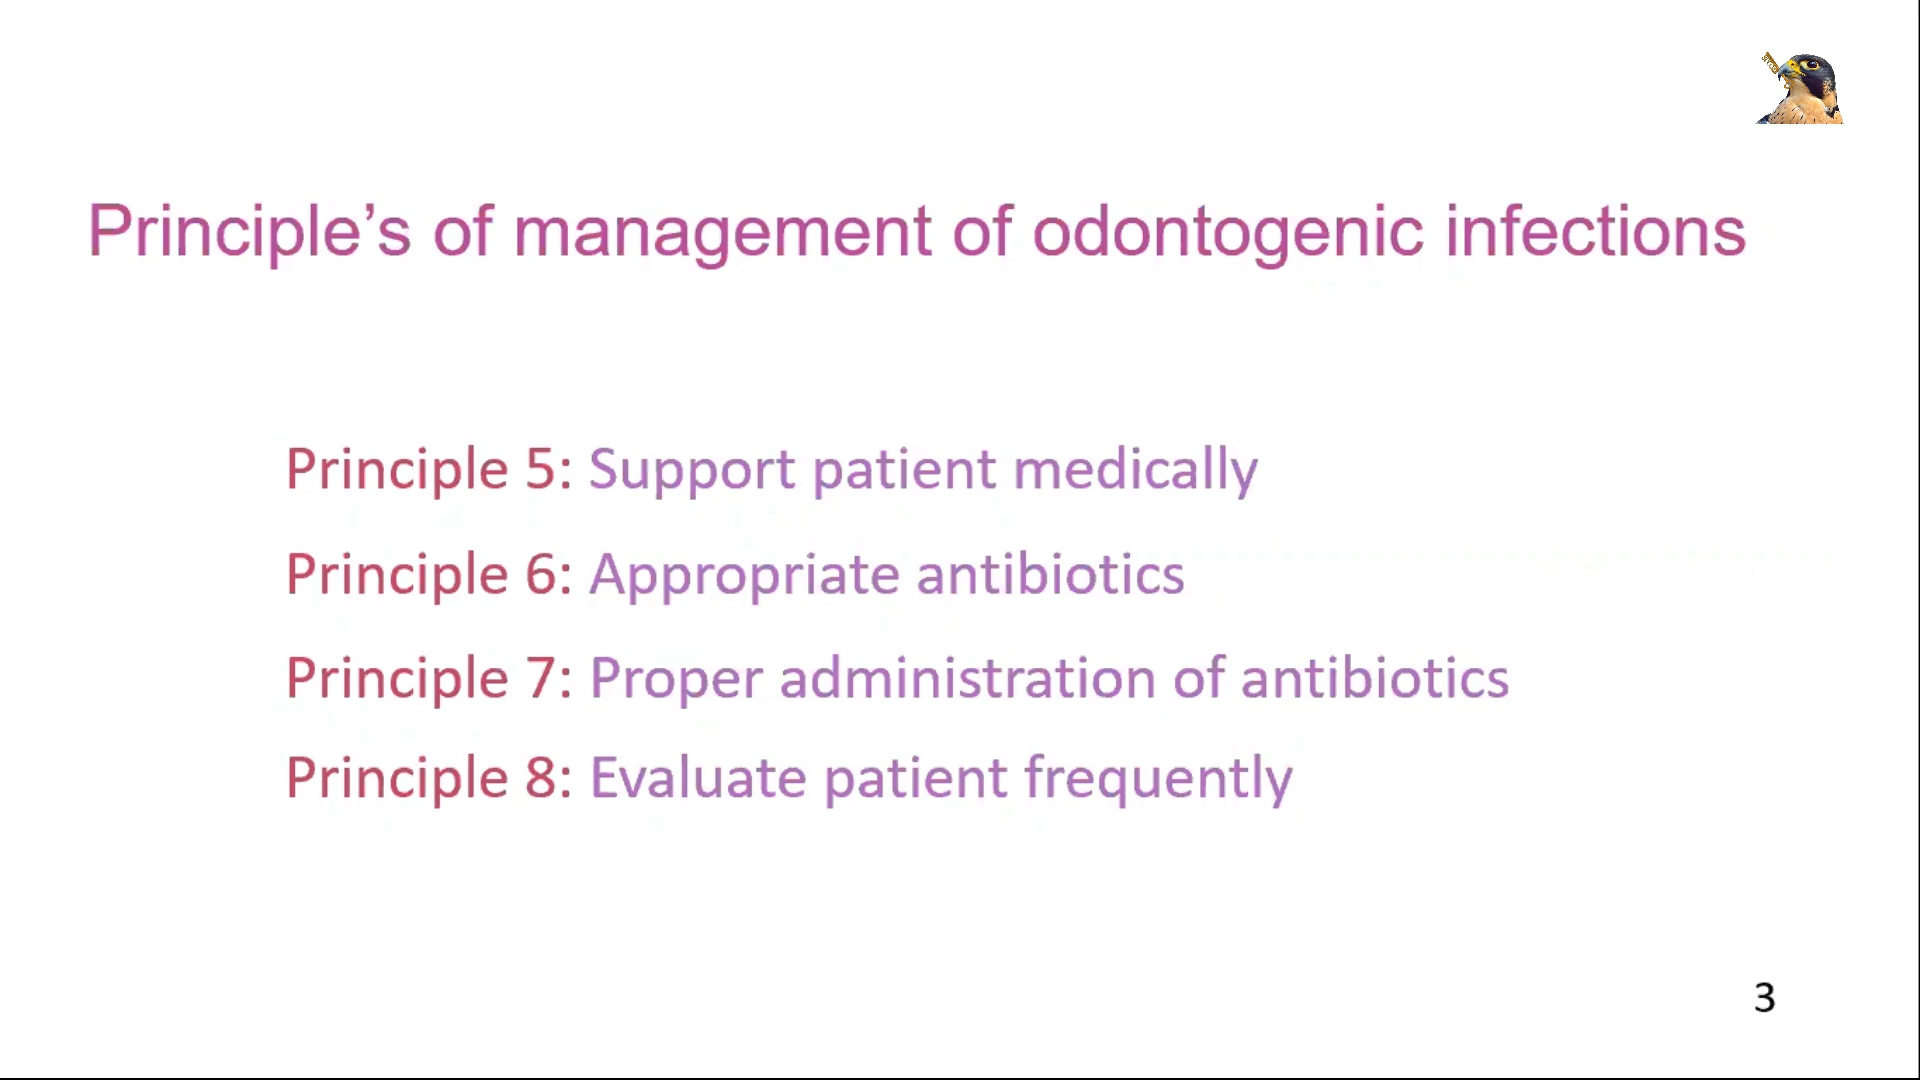 Principle’s of management of odontogenic infections
Principle 5: Support patient medically
Principle 6: Appropriate antibiotics
Principle 7: Proper administration of antibiotics
Principle 8: Evaluate patient frequently
3